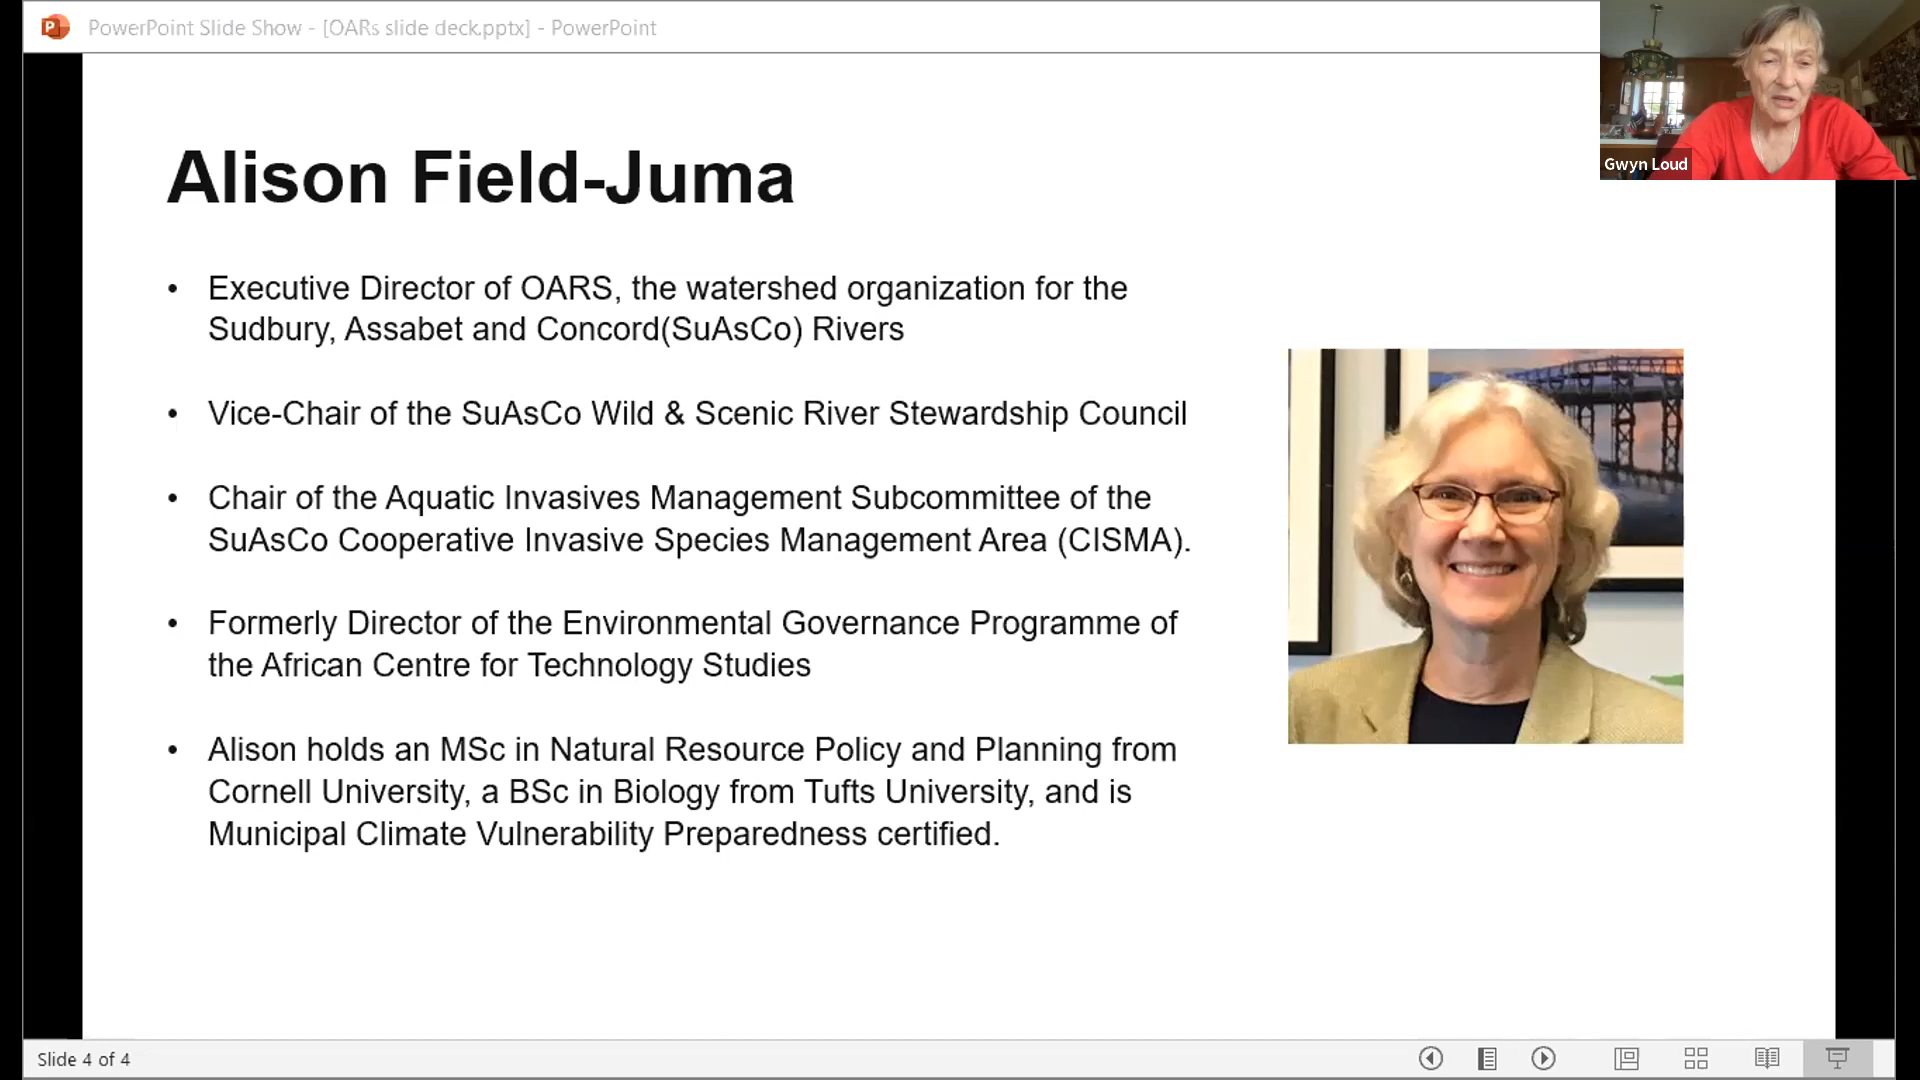 PowerPoint Slide Show - [OARs slide deck.pptx] - PowerPoint
Gwyn Loud
Alison Field-Juma
• Executive Director of OARS, the watershed organization for the
Sudbury, Assabet and Concord(SuAsCo) Rivers
• Vice-Chair of the SuAsCo Wild & Scenic River Stewardship Council
• Chair of the Aquatic Invasives Management Subcommittee of the
SuAsCo Cooperative Invasive Species Management Area (CISMA).
• Formerly Director of the Environmental Governance Programme of
the African Centre for Technology Studies
• Alison holds an MSc in Natural Resource Policy and Planning from
Cornell University, a BSc in Biology from Tufts University, and is
Municipal Climate Vulnerability Preparedness certified.
Slide 4 of 4